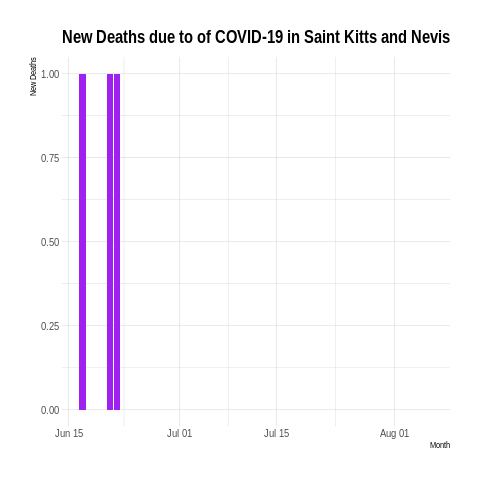 New Deaths due to of COVID-19 in Saint Kitts and Nevis
New Deaths
1.00
0.75
0.50
0.25
0.00
Jun 15
Jul 01
Jul 15
Aug 01
Month